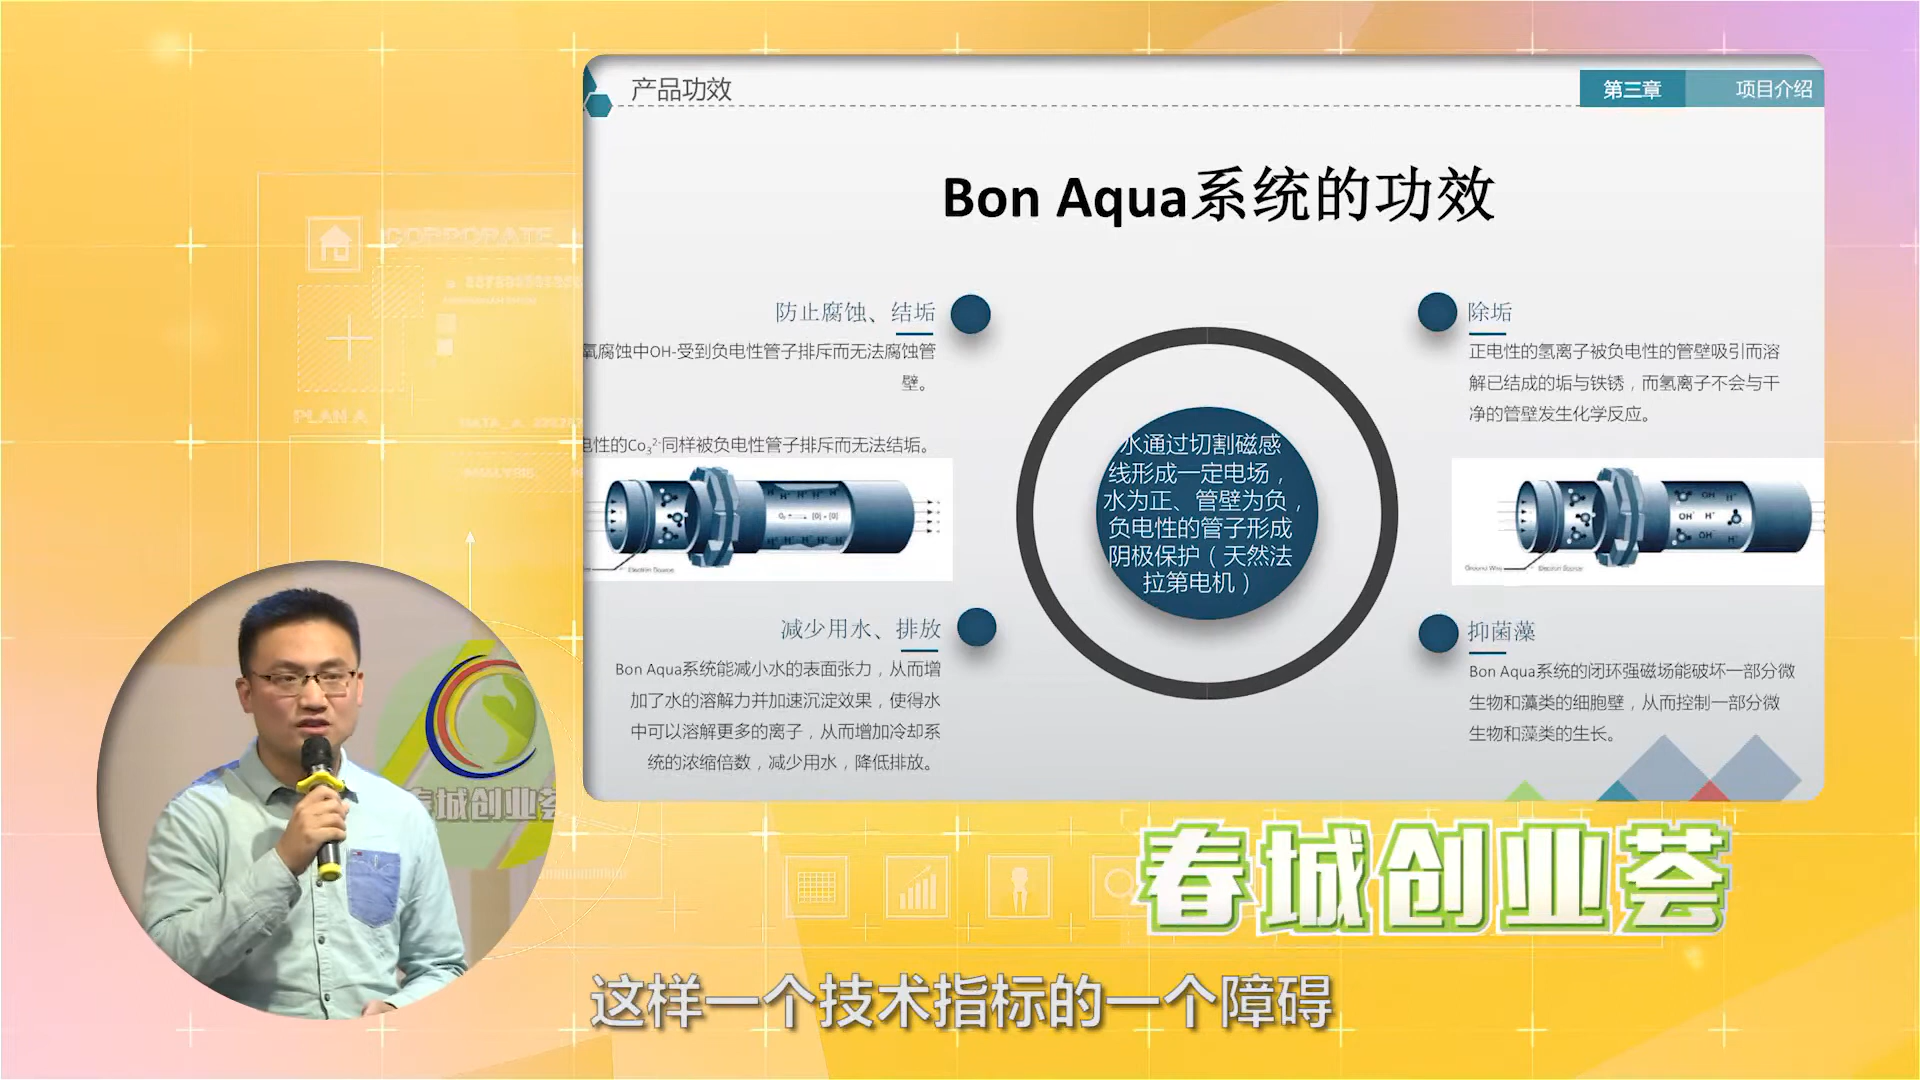 产品功效
第三章 项目介绍
Bon Aqua系统的功效
防止腐蚀、结垢
氧腐蚀中OH-受到负电性管子排斥而无法腐蚀管
壁。
电性的Co₃²⁻同样被负电性管子排斥而无法结垢。
减少用水、排放
Bon Aqua系统能减小水的表面张力，从而增
加了水的溶解力并加速沉淀效果，使得水
中可以溶解更多的离子，从而增加冷却系
统的浓缩倍数，减少用水，降低排放。
水通过切割磁感
线形成一定电场，
水为正、管壁为负，
负电性的管子形成
阴极保护（天然法
拉第电机）
除垢
正电性的氢离子被负电性的管壁吸引而溶
解已结成的垢与铁锈，而氢离子不会与干
净的管壁发生化学反应。
Ground Wire
Electron Source
抑菌藻
Bon Aqua系统的闭环强磁场能破坏一部分微
生物和藻类的细胞壁，从而控制一部分微
生物和藻类的生长。
CORPORATE
PLAN A
ANALYSIS
春城创业荟
春城创业荟
这样一个技术指标的一个障碍